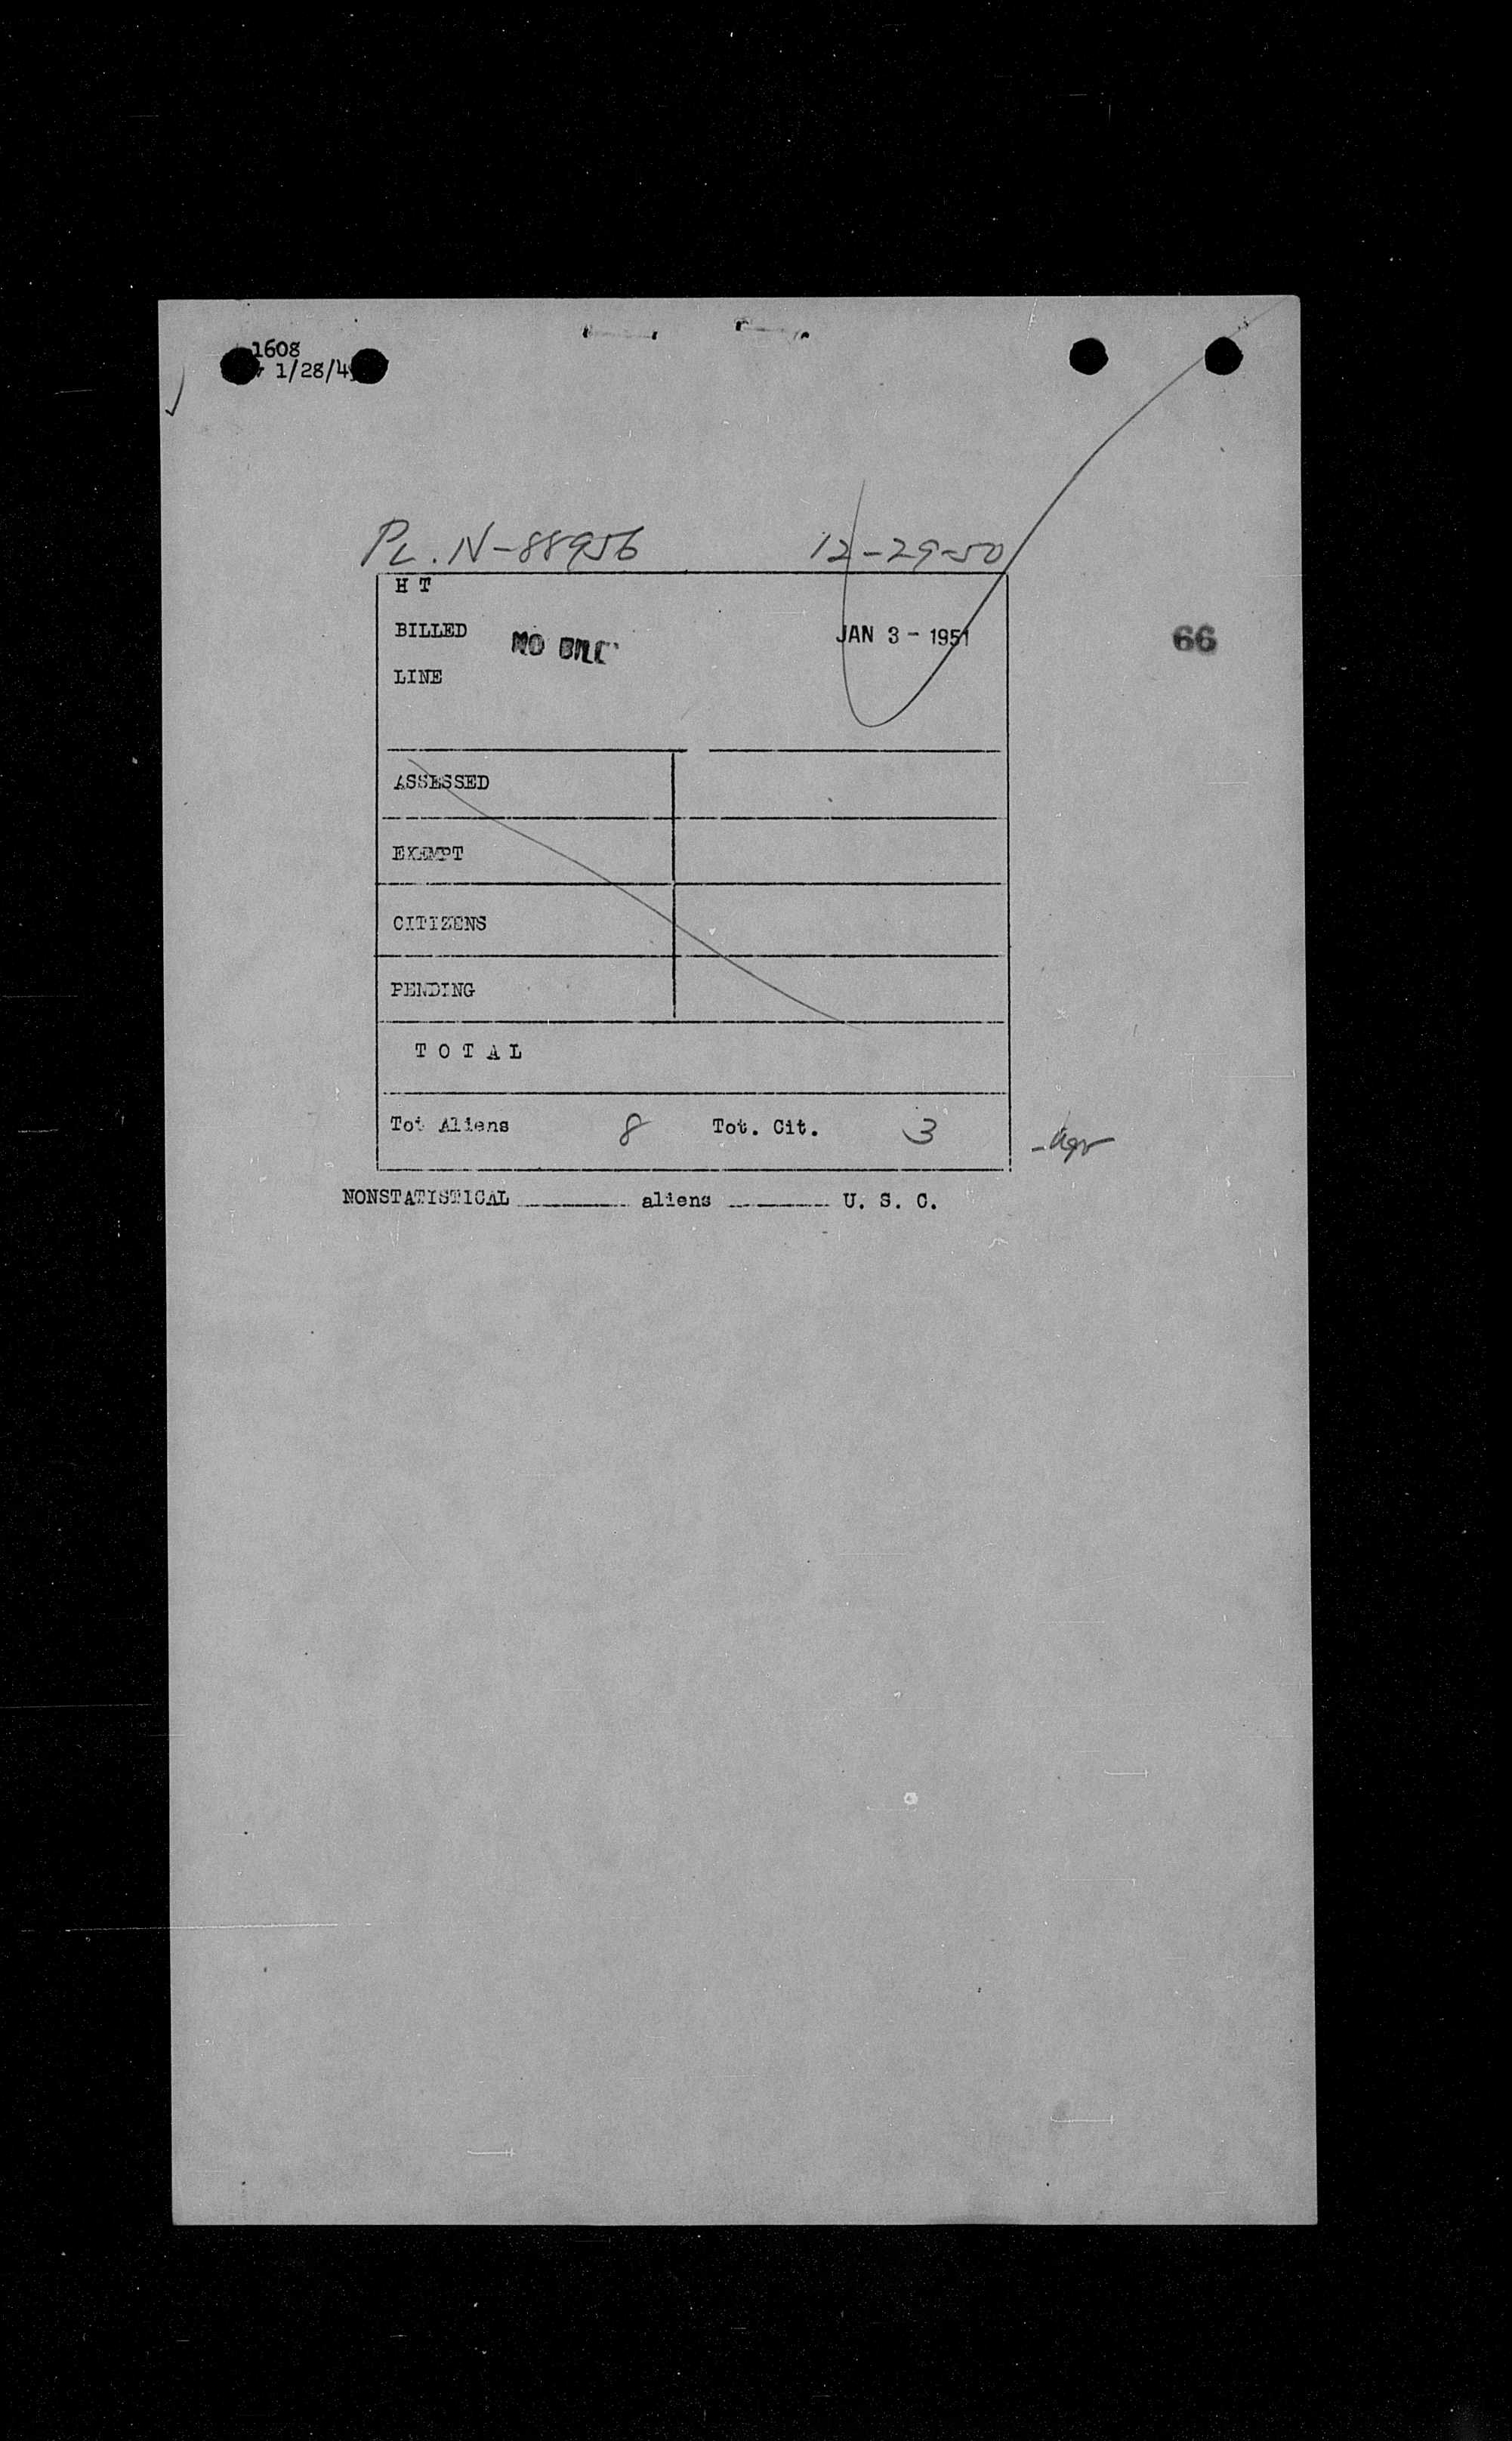 1608
1/28/4
PL. N-88956 12-29-50
H T
BILLED NO BILL JAN 3 - 1951
66
LINE
ASSESSED
EXEMPT
CITIZENS
PENDING
T O T A L
Tot Aliens 8 Tot. Cit. 3
NONSTATISTICAL aliens U. S. C.